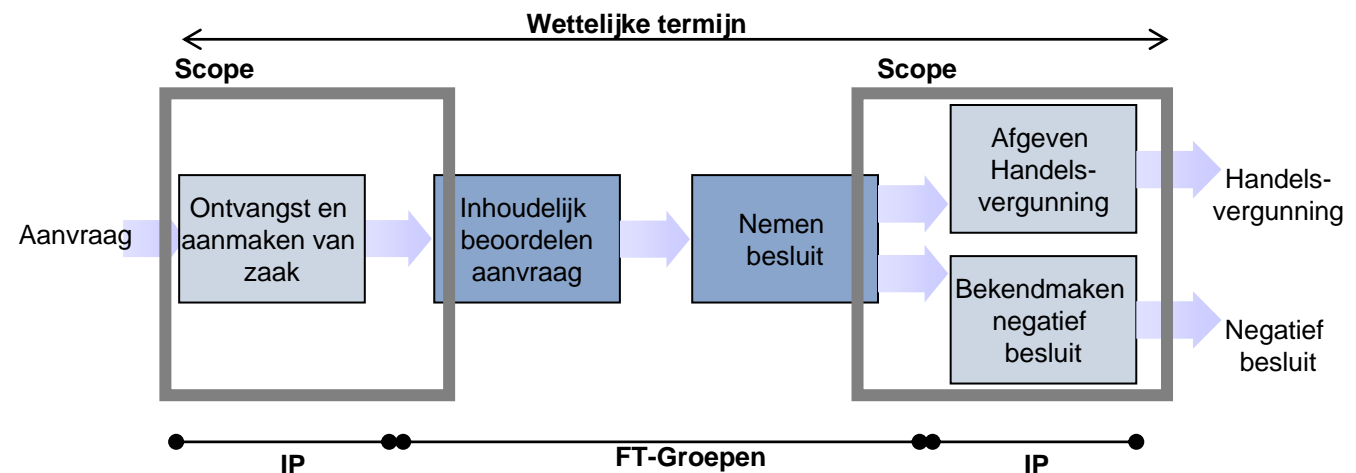 Wettelijke termijn
Scope
Scope
Aanvraag
Ontvangst en
aanmaken van
zaak
Inhoudelijk
beoordelen
aanvraag
Nemen
besluit
Afgeven
Handels-
vergunning
Bekendmaken
negatief
besluit
Handels-
vergunning
Negatief
besluit
IP
FT-Groepen
IP